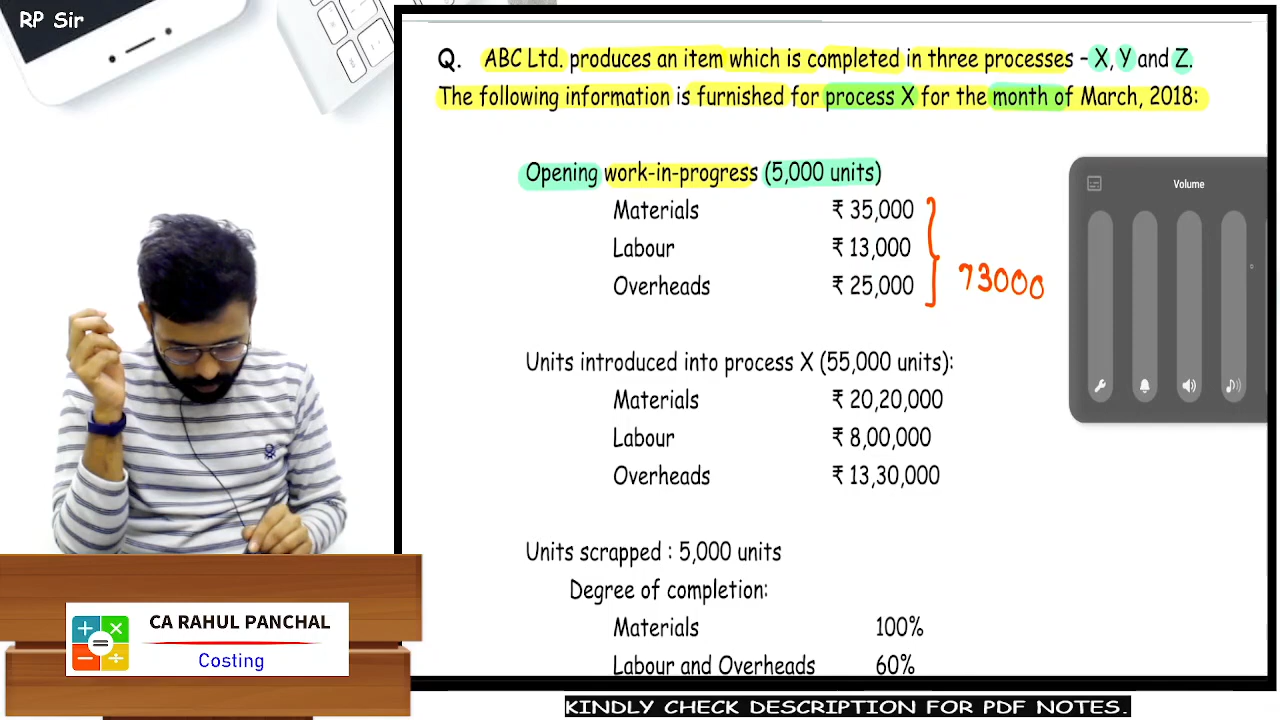 RP Sir
Q. ABC Ltd. produces an item which is completed in three processes – X, Y and Z.
The following information is furnished for process X for the month of March, 2018:
Opening work-in-progress (5,000 units)
Materials ₹ 35,000
Labour ₹ 13,000
Overheads ₹ 25,000
73000
Units introduced into process X (55,000 units):
Materials ₹ 20,20,000
Labour ₹ 8,00,000
Overheads ₹ 13,30,000
Units scrapped : 5,000 units
Degree of completion:
Materials 100%
Labour and Overheads 60%
Volume
CA RAHUL PANCHAL
Costing
KINDLY CHECK DESCRIPTION FOR PDF NOTES.